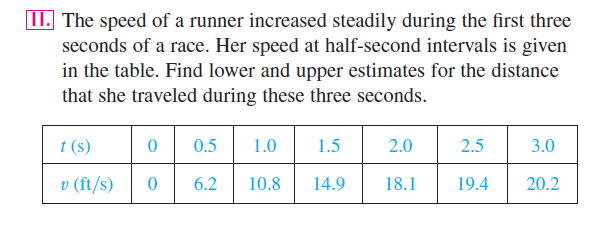 11. The speed of a runner increased steadily during the first three
seconds of a race. Her speed at half-second intervals is given
in the table. Find lower and upper estimates for the distance
that she traveled during these three seconds.
t (s) 0 0.5 1.0 1.5 2.0 2.5 3.0
v (ft/s) 0 6.2 10.8 14.9 18.1 19.4 20.2